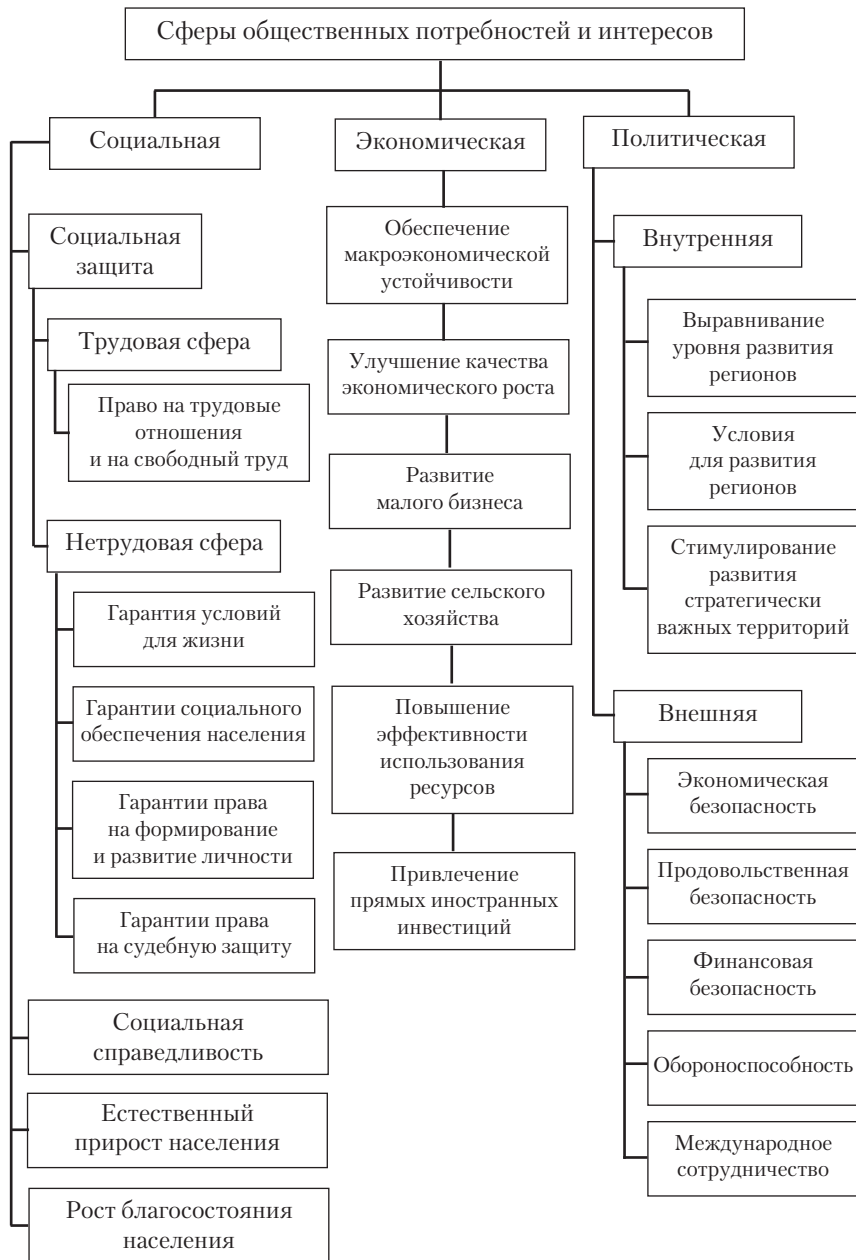 Сферы общественных потребностей и интересов
Социальная
Социальная
защита
Трудовая сфера
Право на трудовые
отношения
и на свободный труд
Нетрудовая сфера
Гарантия условий
для жизни
Гарантии социального
обеспечения населения
Гарантии права
на формирование
и развитие личности
Гарантии права
на судебную защиту
Социальная
справедливость
Естественный
прирост населения
Рост благосостояния
населения
Экономическая
Обеспечение
макроэкономической
устойчивости
Улучшение качества
экономического роста
Развитие
малого бизнеса
Развитие сельского
хозяйства
Повышение
эффективности
использования
ресурсов
Привлечение
прямых иностранных
инвестиций
Политическая
Внутренняя
Выравнивание
уровня развития
регионов
Условия
для развития
регионов
Стимулирование
развития
стратегически
важных территорий
Внешняя
Экономическая
безопасность
Продовольственная
безопасность
Финансовая
безопасность
Обороноспособность
Международное
сотрудничество